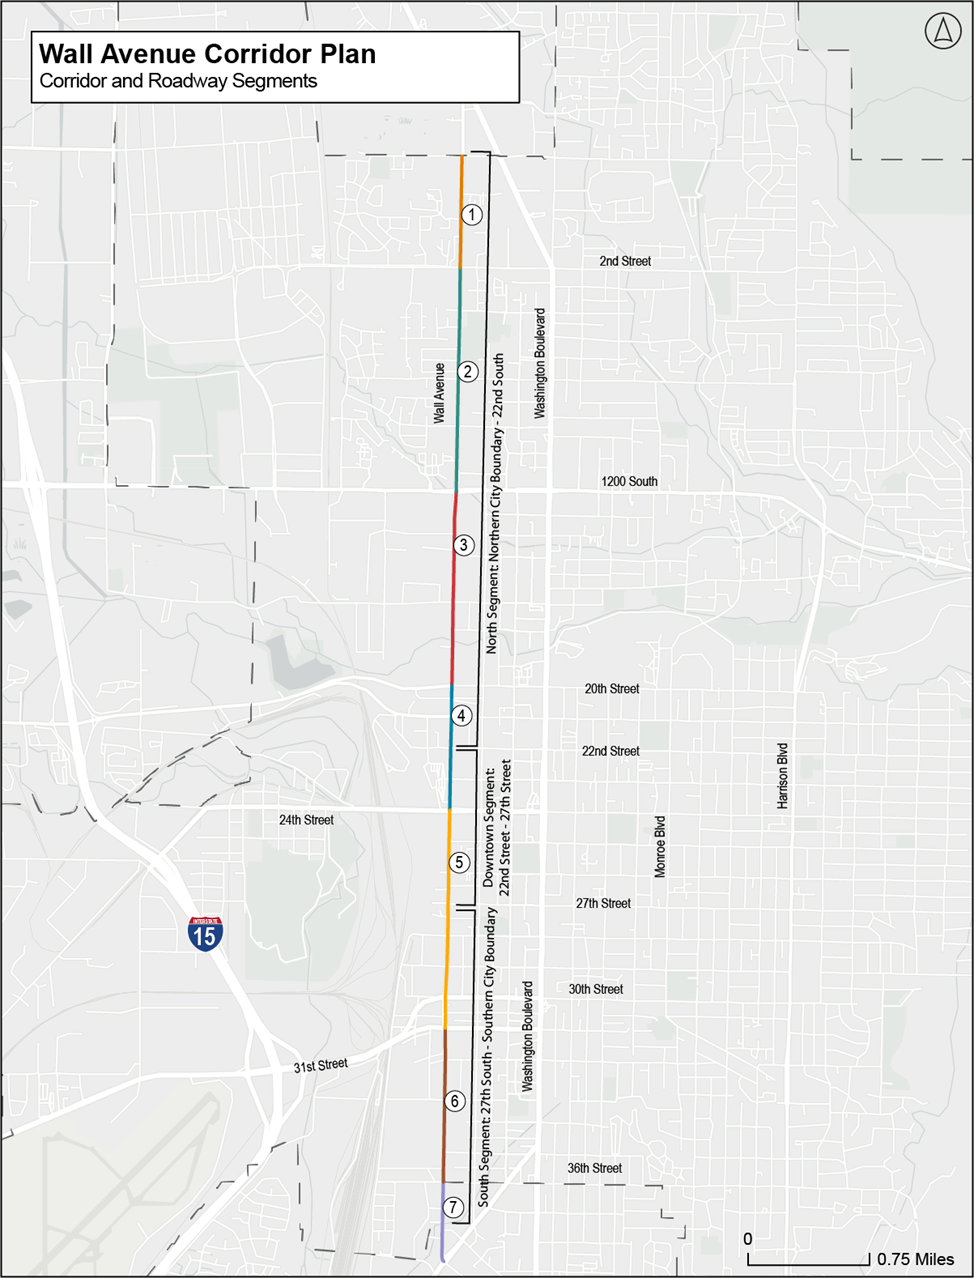 Wall Avenue Corridor Plan
Corridor and Roadway Segments
1
2nd Street
Washington Boulevard
Wall Avenue
2
North Segment: Northern City Boundary - 22nd South
1200 South
3
20th Street
4
22nd Street
Harrison Blvd
Downtown Segment:
22nd Street - 27th Street
24th Street
Monroe Blvd
5
27th Street
INTERSTATE
15
South Segment: 27th South - Southern City Boundary
30th Street
Washington Boulevard
31st Street
6
36th Street
7
0
0.75 Miles